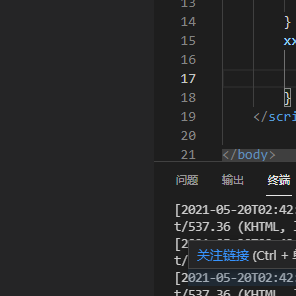 13
14 }
15 xx
16
17
18 }
19 </scri
20
21 </body>
问题 输出 终端
[2021-05-20T02:42:
t/537.36 (KHTML,
t/
关注链接 (Ctrl +
[2021-05-20T02:42:
t/537.36 (KHTML,